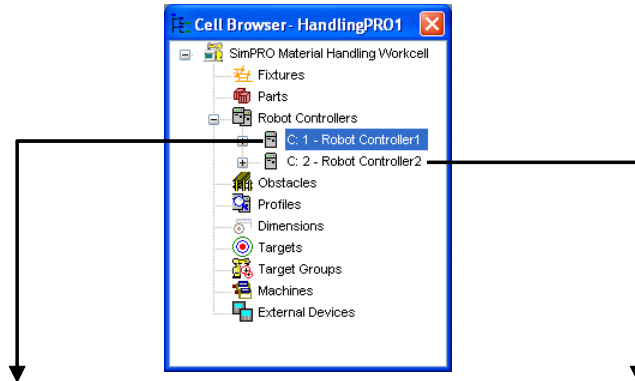 Cell Browser - HandlingPRO1
SimPRO Material Handling Workcell
Fixtures
Parts
Robot Controllers
C: 1 - Robot Controller1
C: 2 - Robot Controller2
Obstacles
Profiles
Dimensions
Targets
Target Groups
Machines
External Devices